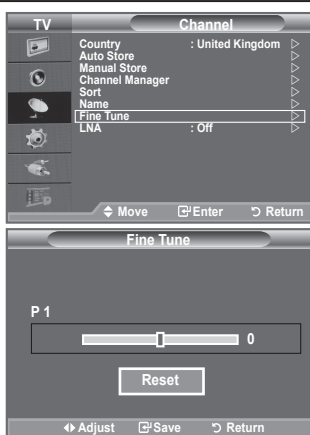 TV Channel
Country : United Kingdom
Auto Store
Manual Store
Channel Manager
Sort
Name
Fine Tune
LNA : Off
Move Enter Return
Fine Tune
P 1
0
Reset
Adjust Save Return